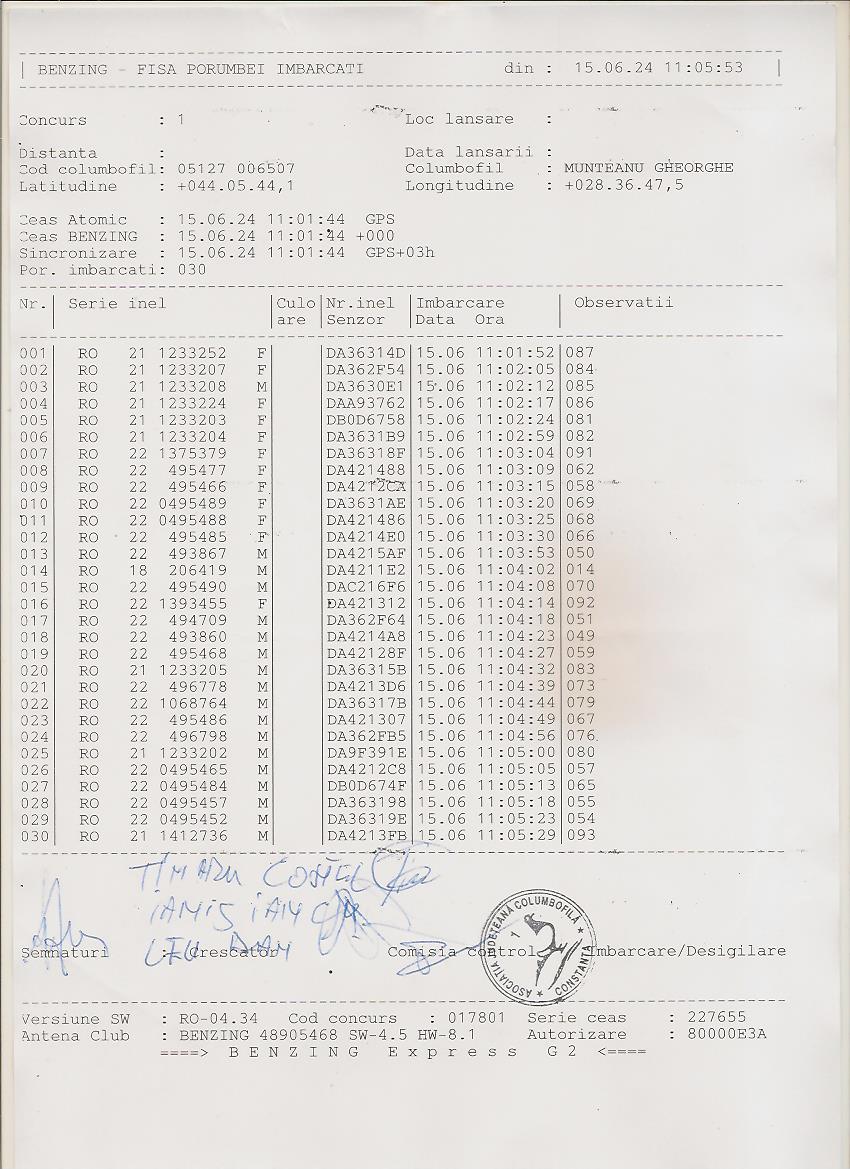 | BENZING - FISA PORUMBEI IMBARCATI din : 15.06.24 11:05:53 |
Concurs : 1 Loc lansare :
Distanta : Data lansarii :
Cod columbofil: 05127 006507 Columbofil : MUNTEANU GHEORGHE
Latitudine : +044.05.44,1 Longitudine : +028.36.47,5
Ceas Atomic : 15.06.24 11:01:44 GPS
Ceas BENZING : 15.06.24 11:01:44 +000
Sincronizare : 15.06.24 11:01:44 GPS+03h
Por. imbarcati: 030
Nr. Serie inel Culo Nr.inel Imbarcare Observatii
are Senzor Data Ora
001 RO 21 1233252 F DA36314D 15.06 11:01:52 087
002 RO 21 1233207 F DA362F54 15.06 11:02:05 084
003 RO 21 1233208 M DA3630E1 15.06 11:02:12 085
004 RO 21 1233224 F DAA93762 15.06 11:02:17 086
005 RO 21 1233203 F DB0D6758 15.06 11:02:24 081
006 RO 21 1233204 F DA3631B9 15.06 11:02:59 082
007 RO 22 1375379 F DA36318F 15.06 11:03:04 091
008 RO 22 495477 F DA421488 15.06 11:03:09 062
009 RO 22 495466 F DA4212CA 15.06 11:03:15 058
010 RO 22 0495489 F DA3631AE 15.06 11:03:20 069
011 RO 22 0495488 F DA421486 15.06 11:03:25 068
012 RO 22 495485 F DA4214E0 15.06 11:03:30 066
013 RO 22 493867 M DA4215AF 15.06 11:03:53 050
014 RO 18 206419 M DA4211E2 15.06 11:04:02 014
015 RO 22 495490 M DAC216F6 15.06 11:04:08 070
016 RO 22 1393455 F DA421312 15.06 11:04:14 092
017 RO 22 494709 M DA362F64 15.06 11:04:18 051
018 RO 22 493860 M DA4214A8 15.06 11:04:23 049
019 RO 22 495468 M DA42128F 15.06 11:04:27 059
020 RO 21 1233205 M DA36315B 15.06 11:04:32 083
021 RO 22 496778 M DA4213D6 15.06 11:04:39 073
022 RO 22 1068764 M DA36317B 15.06 11:04:44 079
023 RO 22 495486 M DA421307 15.06 11:04:49 067
024 RO 22 496798 M DA362FB5 15.06 11:04:56 076
025 RO 21 1233202 M DA9F391E 15.06 11:05:00 080
026 RO 22 0495465 M DA4212C8 15.06 11:05:05 057
027 RO 22 0495484 M DB0D674F 15.06 11:05:13 065
028 RO 22 0495457 M DA363198 15.06 11:05:18 055
029 RO 22 0495452 M DA36319E 15.06 11:05:23 054
030 RO 21 1412736 M DA4213FB 15.06 11:05:29 093
TIMARU COSTEL
IAMIS IANC
LEU DAN
ASOCIATIA JUDETEANĂ COLUMBOFILĂ ★ CONSTANTA ★
1
Semnaturi : Crescator Comisia control Imbarcare/Desigilare
Versiune SW : RO-04.34 Cod concurs : 017801 Serie ceas : 227655
Antena Club : BENZING 48905468 SW-4.5 HW-8.1 Autorizare : 80000E3A
====> B E N Z I N G E x p r e s s G 2 <====